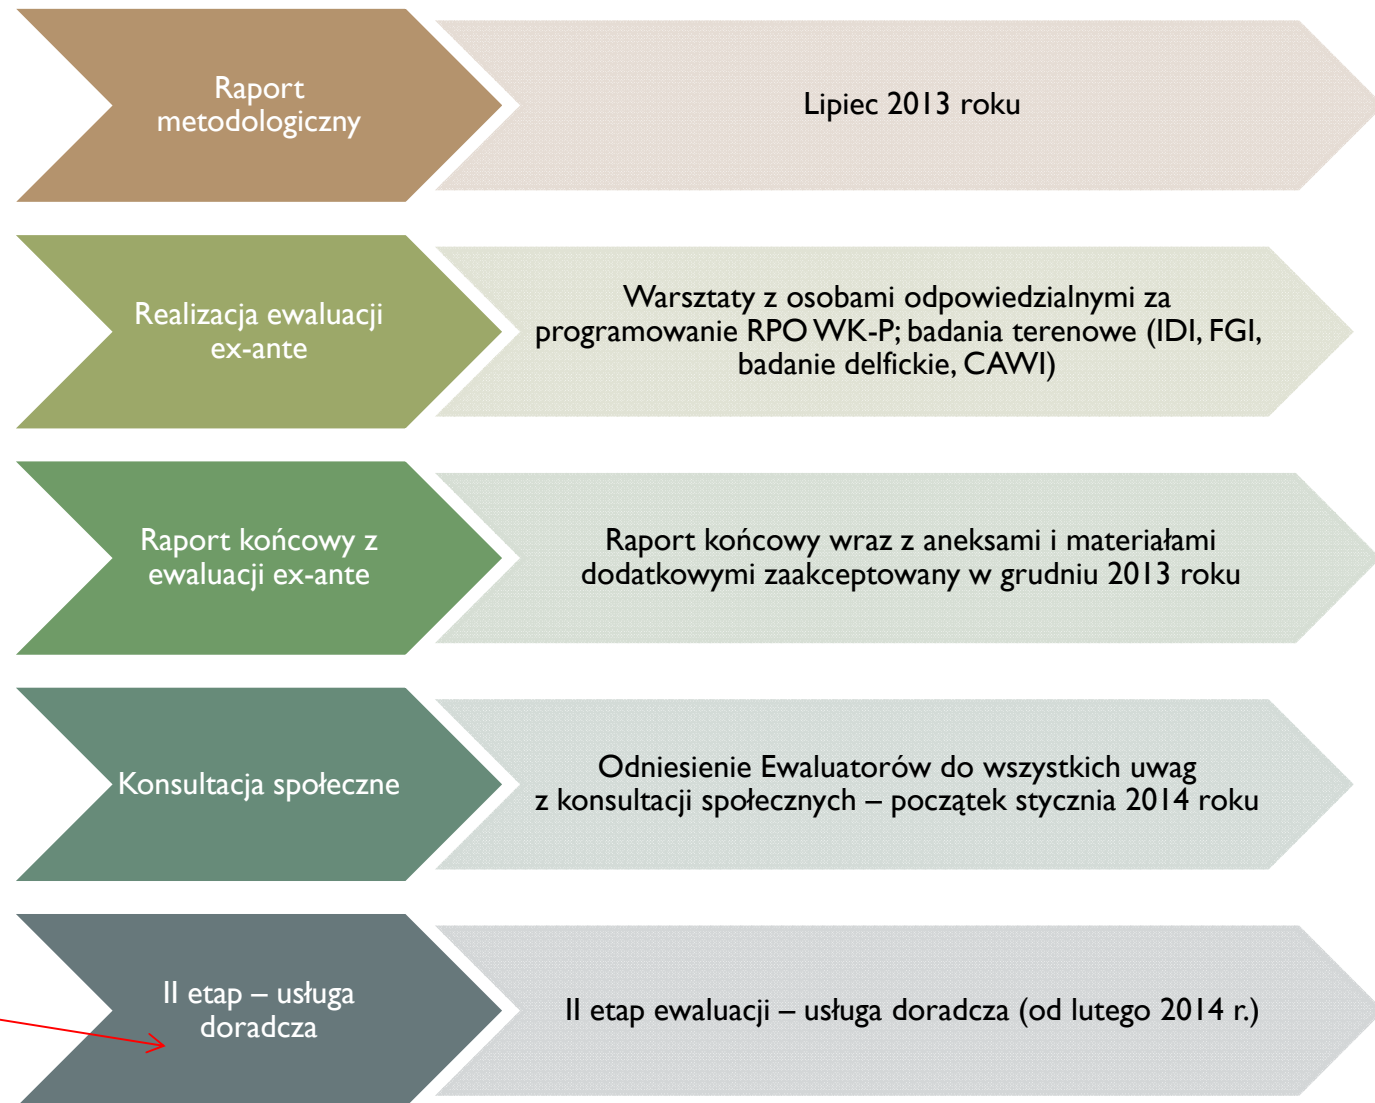 Raport
metodologiczny
Lipiec 2013 roku
Realizacja ewaluacji
ex-ante
Warsztaty z osobami odpowiedzialnymi za
programowanie RPO WK-P; badania terenowe (IDI, FGI,
badanie delfickie, CAWI)
Raport końcowy z
ewaluacji ex-ante
Raport końcowy wraz z aneksami i materiałami
dodatkowymi zaakceptowany w grudniu 2013 roku
Konsultacja społeczne
Odniesienie Ewaluatorów do wszystkich uwag
z konsultacji społecznych – początek stycznia 2014 roku
II etap – usługa
doradcza
II etap ewaluacji – usługa doradcza (od lutego 2014 r.)